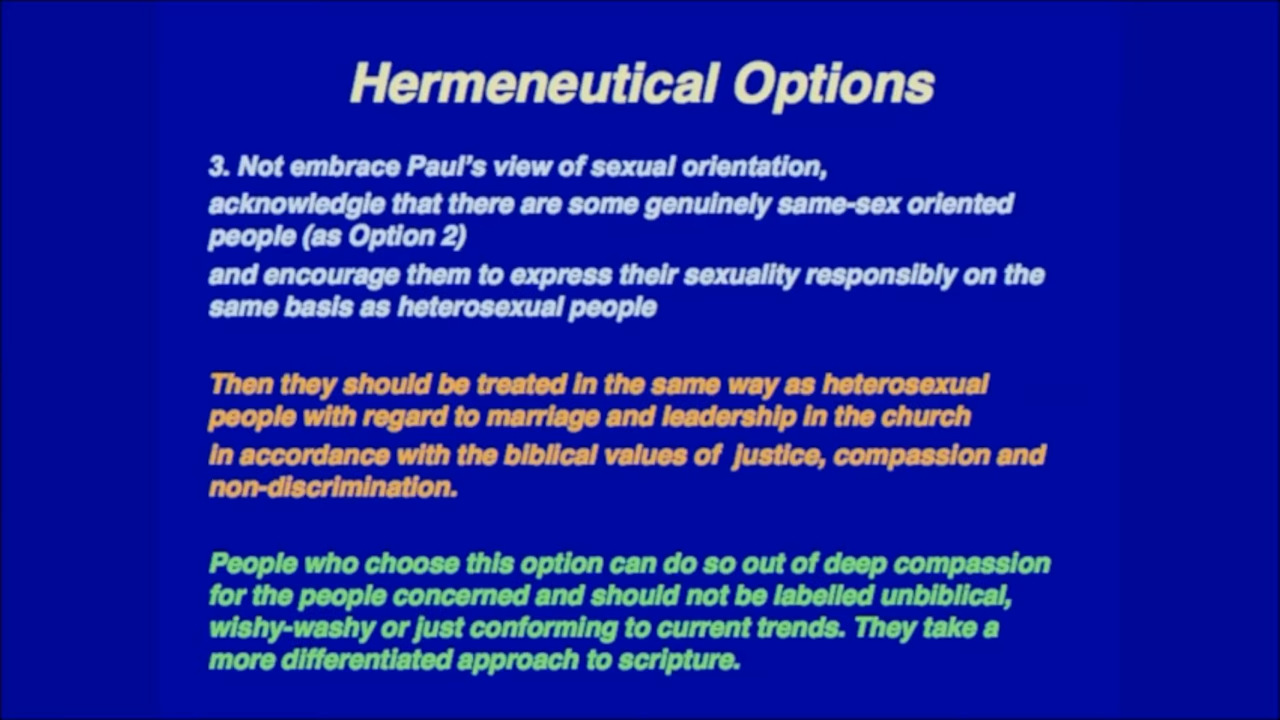 Hermeneutical Options
3. Not embrace Paul's view of sexual orientation,
acknowledgie that there are some genuinely same-sex oriented
people (as Option 2)
and encourage them to express their sexuality responsibly on the
same basis as heterosexual people
Then they should be treated in the same way as heterosexual
people with regard to marriage and leadership in the church
in accordance with the biblical values of  justice, compassion and
non-discrimination.
People who choose this option can do so out of deep compassion
for the people concerned and should not be labelled unbiblical,
wishy-washy or just conforming to current trends. They take a
more differentiated approach to scripture.